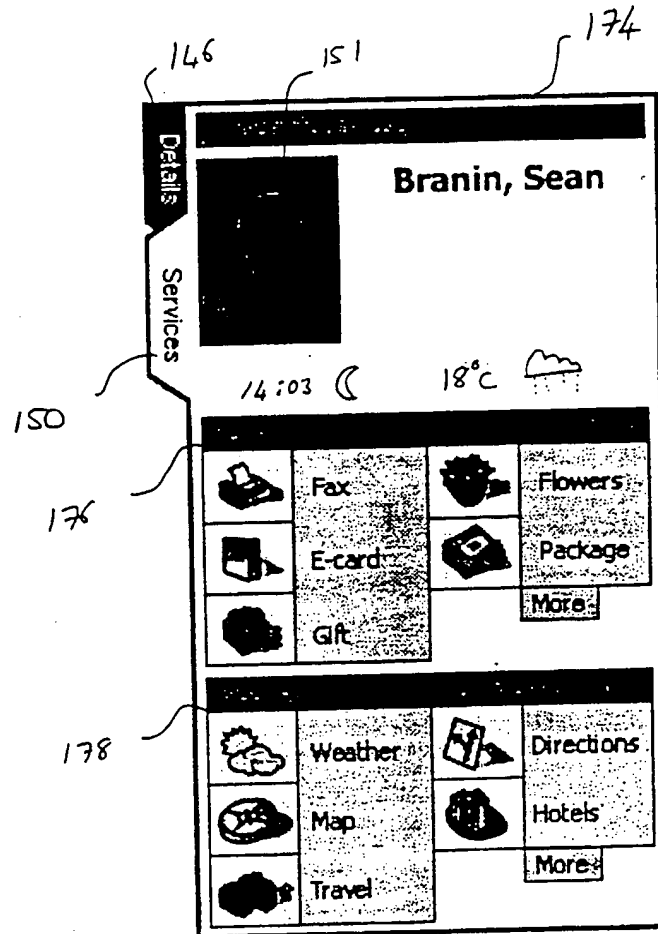 146
151
174
Details
Branin, Sean
Services
14:03
18°C
150
176
Fax
Flowers
E-card
Package
Gift
More
178
Weather
Directions
Map
Hotels
Travel
More